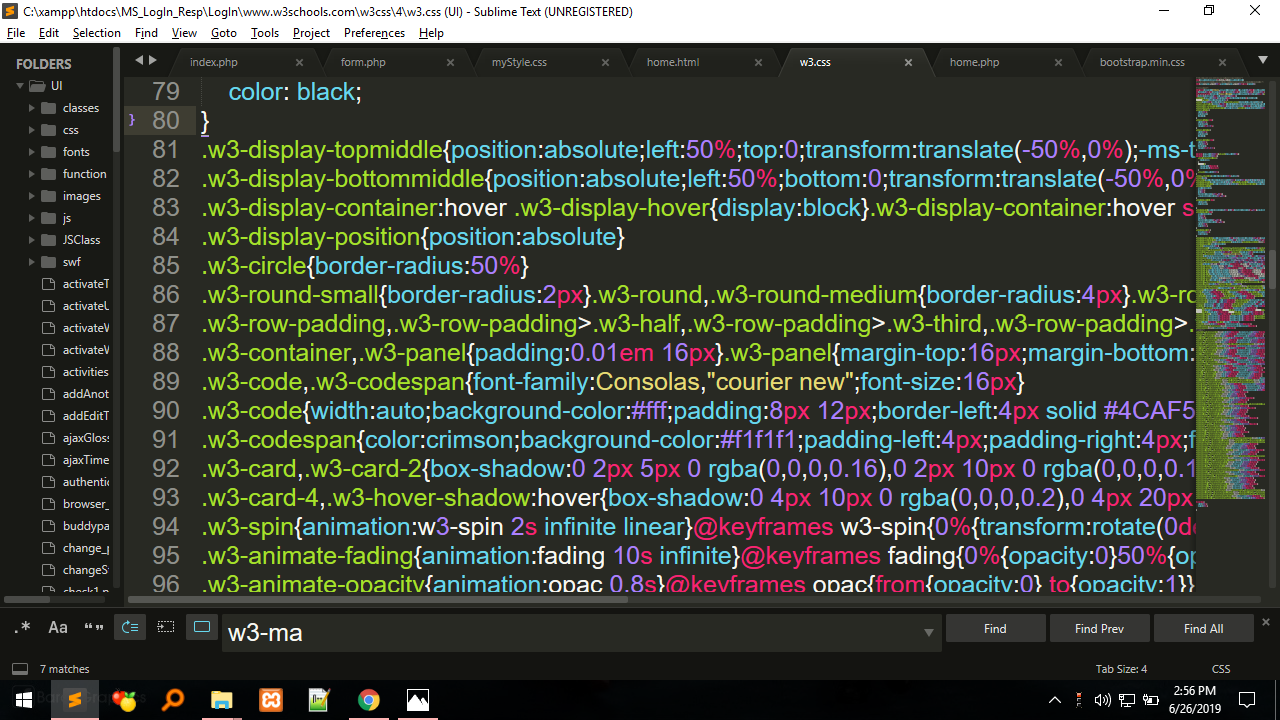 C:\xampp\htdocs\MS_LogIn_Resp\LogIn\www.w3schools.com\w3css\4\w3.css (UI) - Sublime Text (UNREGISTERED)
File Edit Selection Find View Goto Tools Project Preferences Help
FOLDERS
index.php form.php myStyle.css home.html w3.css home.php bootstrap.min.css
UI
classes
css
fonts
function
images
js
JSClass
swf
activateT
activateU
activateW
activateW
activities
addAnot
addEditT
ajaxGloss
ajaxTime
authentic
browser_
buddypa
change_p
changeSt
check1.p
79 color: black;
} 80 }
81 .w3-display-topmiddle{position:absolute;left:50%;top:0;transform:translate(-50%,0%);-ms-t
82 .w3-display-bottommiddle{position:absolute;left:50%;bottom:0;transform:translate(-50%,0%
83 .w3-display-container:hover .w3-display-hover{display:block}.w3-display-container:hover s
84 .w3-display-position{position:absolute}
85 .w3-circle{border-radius:50%}
86 .w3-round-small{border-radius:2px}.w3-round,.w3-round-medium{border-radius:4px}.w3-ro
87 .w3-row-padding,.w3-row-padding>.w3-half,.w3-row-padding>.w3-third,.w3-row-padding>.
88 .w3-container,.w3-panel{padding:0.01em 16px}.w3-panel{margin-top:16px;margin-bottom:
89 .w3-code,.w3-codespan{font-family:Consolas,"courier new";font-size:16px}
90 .w3-code{width:auto;background-color:#fff;padding:8px 12px;border-left:4px solid #4CAF5
91 .w3-codespan{color:crimson;background-color:#f1f1f1;padding-left:4px;padding-right:4px;f
92 .w3-card,.w3-card-2{box-shadow:0 2px 5px 0 rgba(0,0,0,0.16),0 2px 10px 0 rgba(0,0,0,0.1
93 .w3-card-4,.w3-hover-shadow:hover{box-shadow:0 4px 10px 0 rgba(0,0,0,0.2),0 4px 20px
94 .w3-spin{animation:w3-spin 2s infinite linear}@keyframes w3-spin{0%{transform:rotate(0de
95 .w3-animate-fading{animation:fading 10s infinite}@keyframes fading{0%{opacity:0}50%{op
96 .w3-animate-opacity{animation:opac 0.8s}@keyframes opac{from{opacity:0} to{opacity:1}}
.* Aa “” w3-ma Find Find Prev Find All
7 matches Tab Size: 4 CSS
2:56 PM
6/26/2019